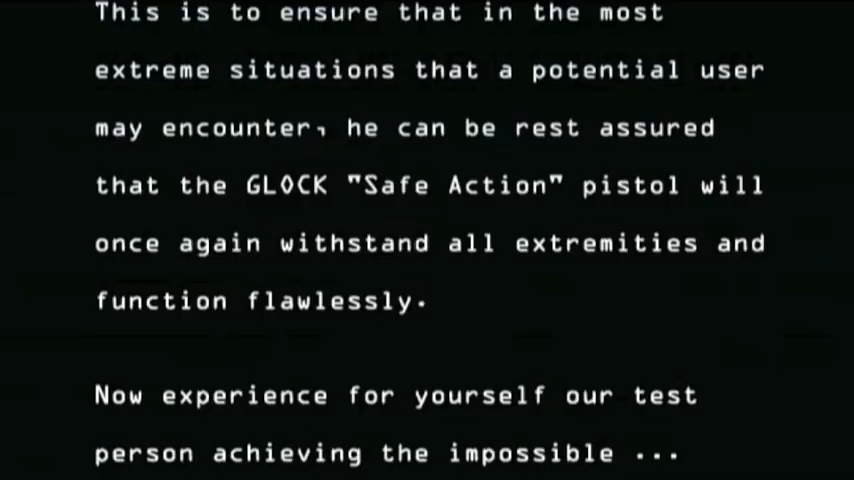 This is to ensure that in the most
extreme situations that a potential user
may encounter, he can be rest assured
that the GLOCK "Safe Action" pistol will
once again withstand all extremities and
function flawlessly.
Now experience for yourself our test
person achieving the impossible ...